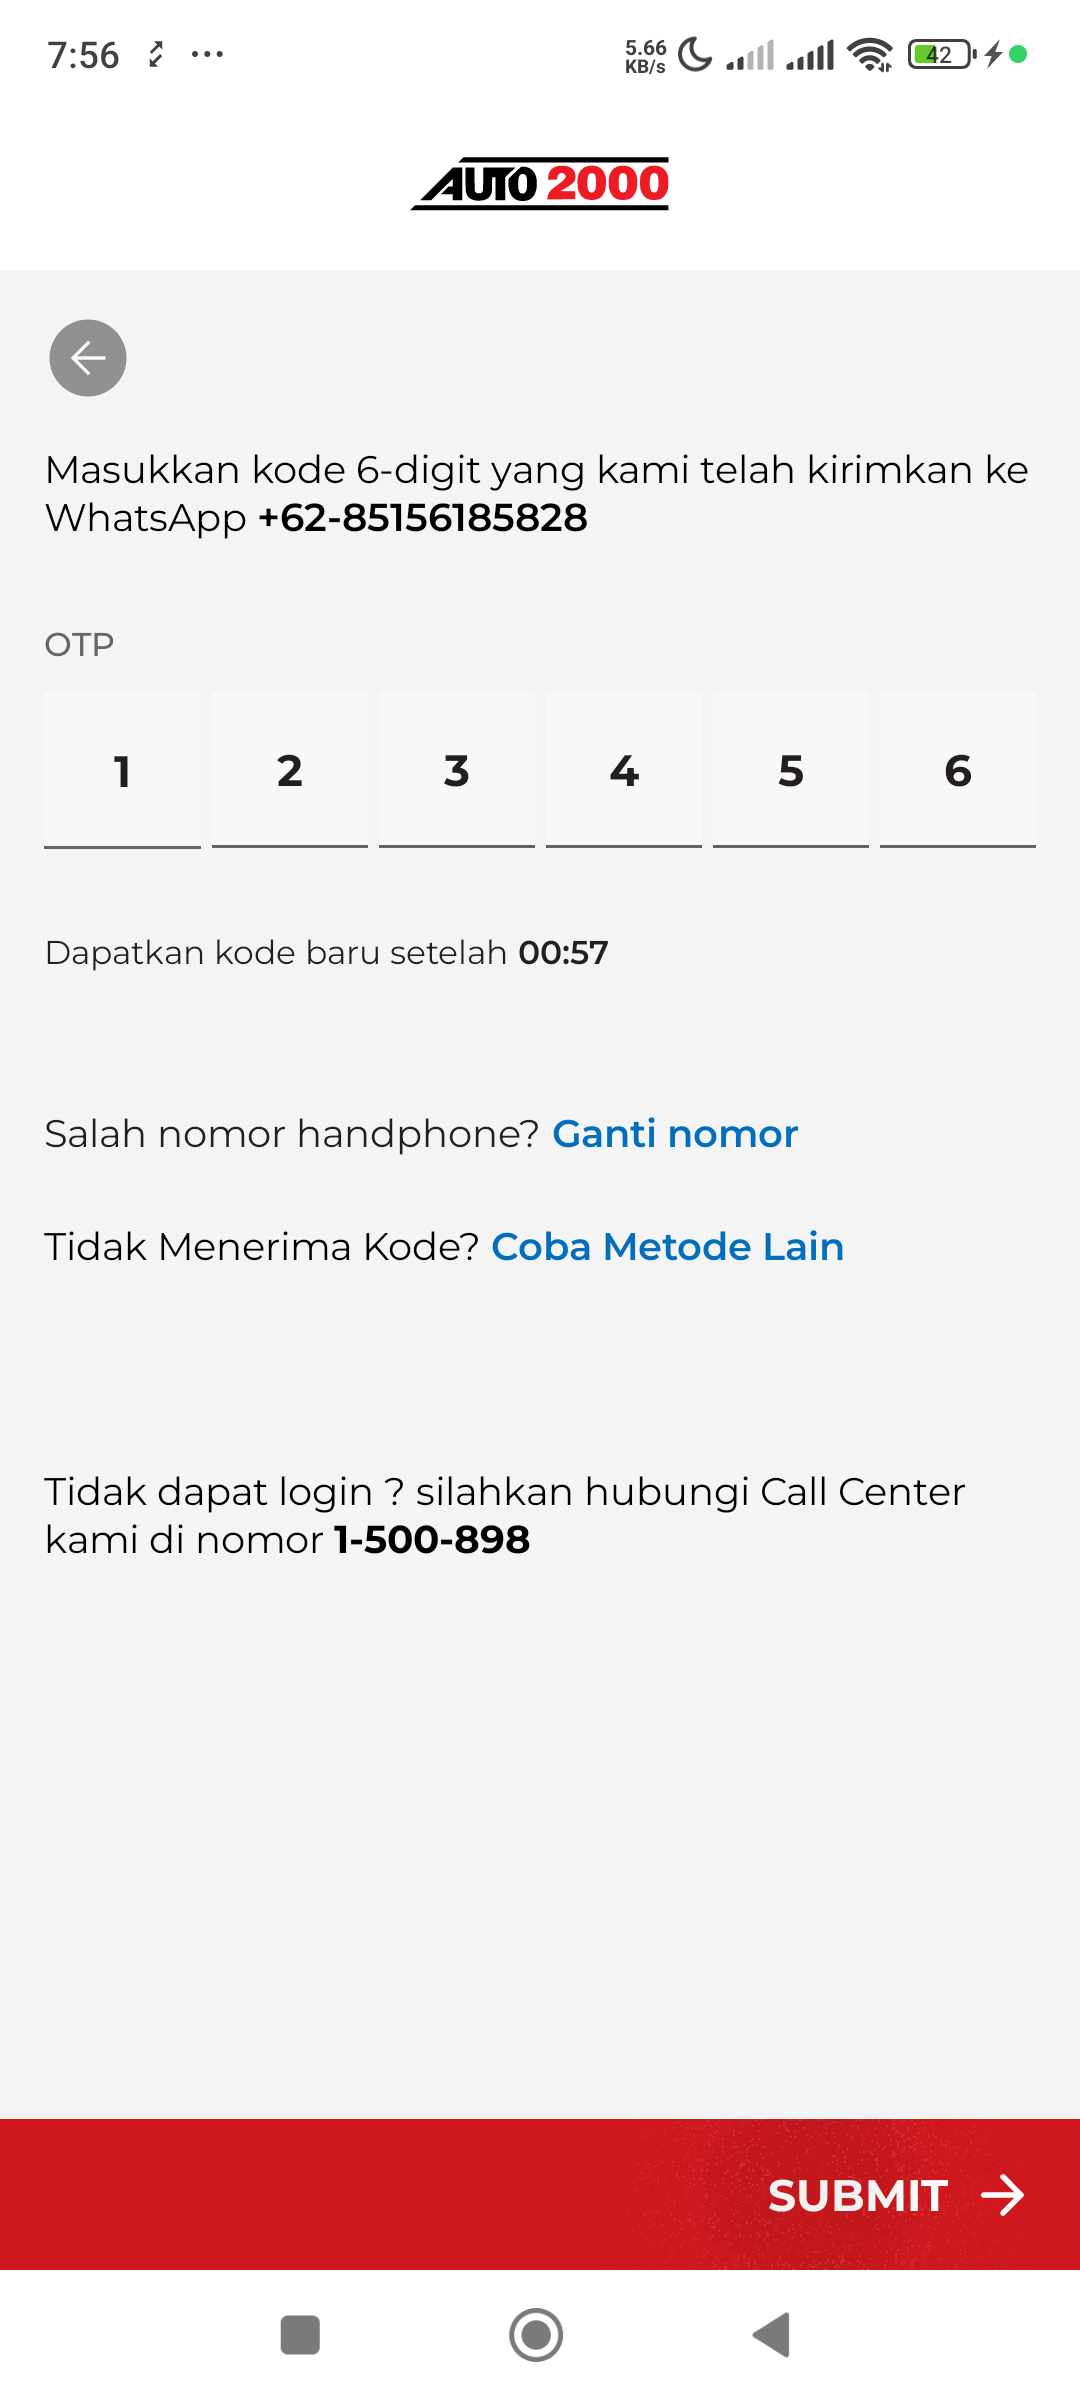 7:56
5.66
KB/s
42
AUTO 2000
Masukkan kode 6-digit yang kami telah kirimkan ke
WhatsApp +62-85156185828
OTP
1 2 3 4 5 6
Dapatkan kode baru setelah 00:57
Salah nomor handphone? Ganti nomor
Tidak Menerima Kode? Coba Metode Lain
Tidak dapat login ? silahkan hubungi Call Center
kami di nomor 1-500-898
SUBMIT